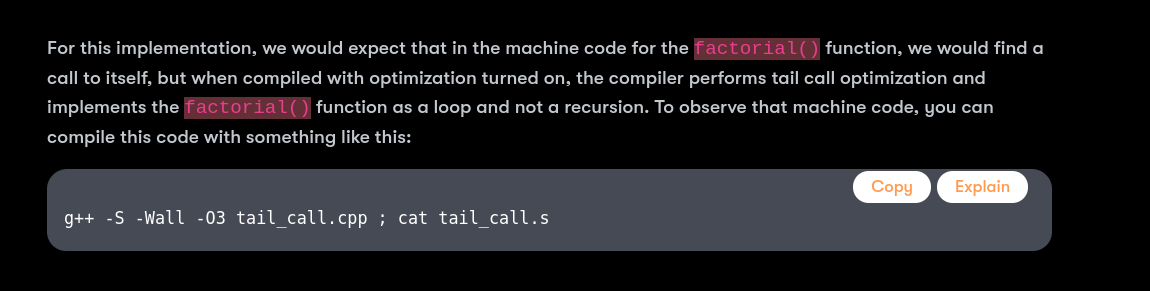 For this implementation, we would expect that in the machine code for the factorial() function, we would find a
call to itself, but when compiled with optimization turned on, the compiler performs tail call optimization and
implements the factorial() function as a loop and not a recursion. To observe that machine code, you can
compile this code with something like this:
Copy Explain
g++ -S -Wall -O3 tail_call.cpp ; cat tail_call.s